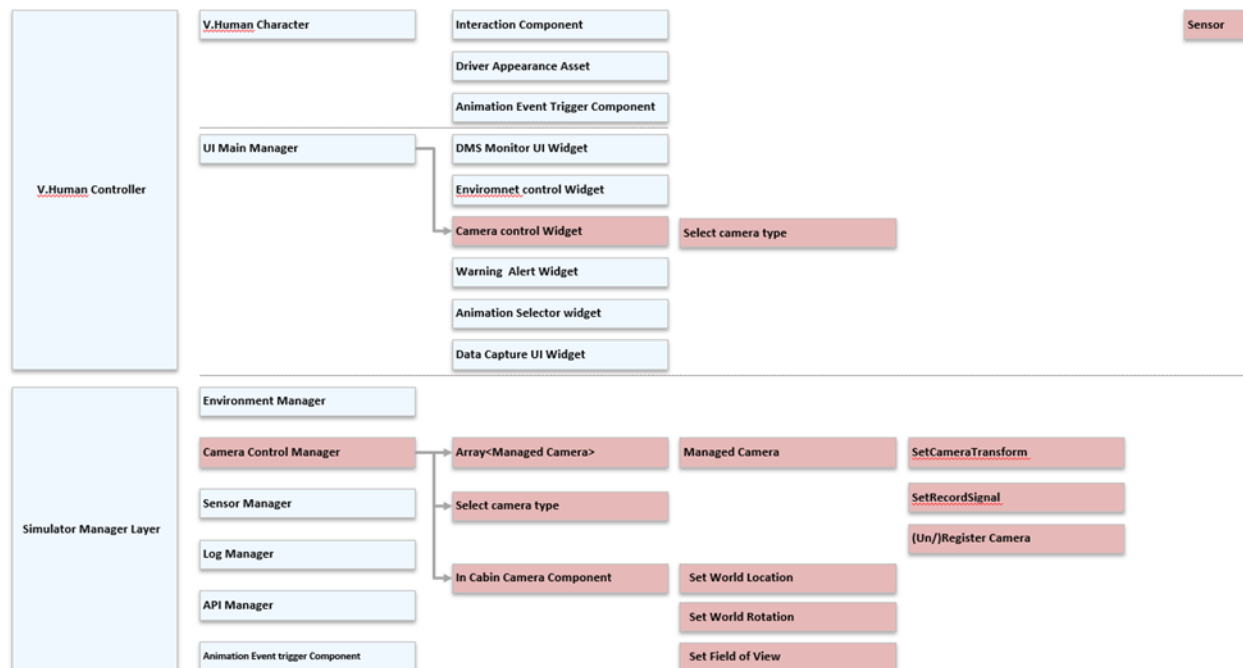 V.Human Character
Interaction Component
Sensor
Driver Appearance Asset
Animation Event Trigger Component
UI Main Manager
DMS Monitor UI Widget
V.Human Controller
Enviromnet control Widget
Camera control Widget
Select camera type
Warning Alert Widget
Animation Selector widget
Data Capture UI Widget
Environment Manager
Camera Control Manager
Array<Managed Camera>
Managed Camera
SetCameraTransform
Sensor Manager
Select camera type
SetRecordSignal
Simulator Manager Layer
(Un/)Register Camera
Log Manager
In Cabin Camera Component
Set World Location
API Manager
Set World Rotation
Animation Event trigger Component
Set Field of View